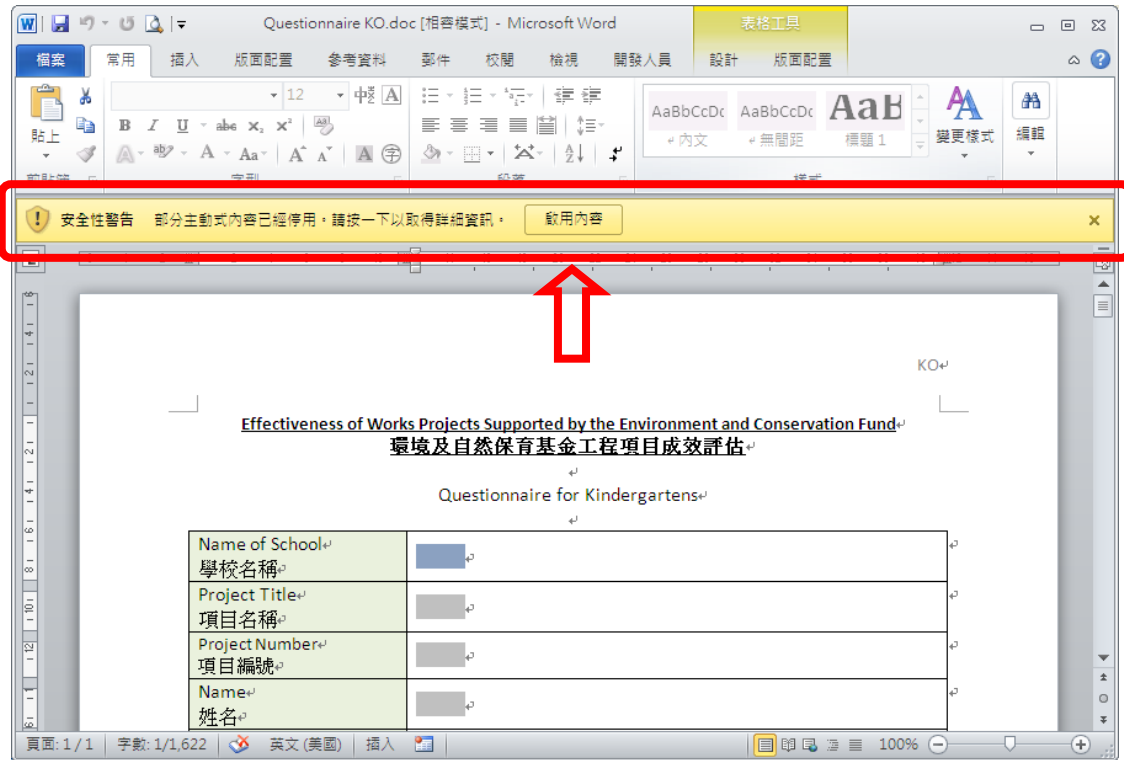 Questionnaire KO.doc [相容模式] - Microsoft Word
表格工具
檔案 常用 插入 版面配置 參考資料 郵件 校閱 檢視 開發人員 設計 版面配置
12
貼上
B I U abc x₂ x²
Aa
AaBbCcDc AaBbCcDc AaB
內文 無間距 標題 1
變更樣式
編輯
安全性警告 部分主動式內容已經停用。請按一下以取得詳細資訊。 啟用內容
KO
Effectiveness of Works Projects Supported by the Environment and Conservation Fund
環境及自然保育基金工程項目成效評估
Questionnaire for Kindergartens
Name of School
學校名稱
Project Title
項目名稱
Project Number
項目編號
Name
姓名
頁面: 1 / 1 字數: 1/1,622 英文 (美國) 插入 100%